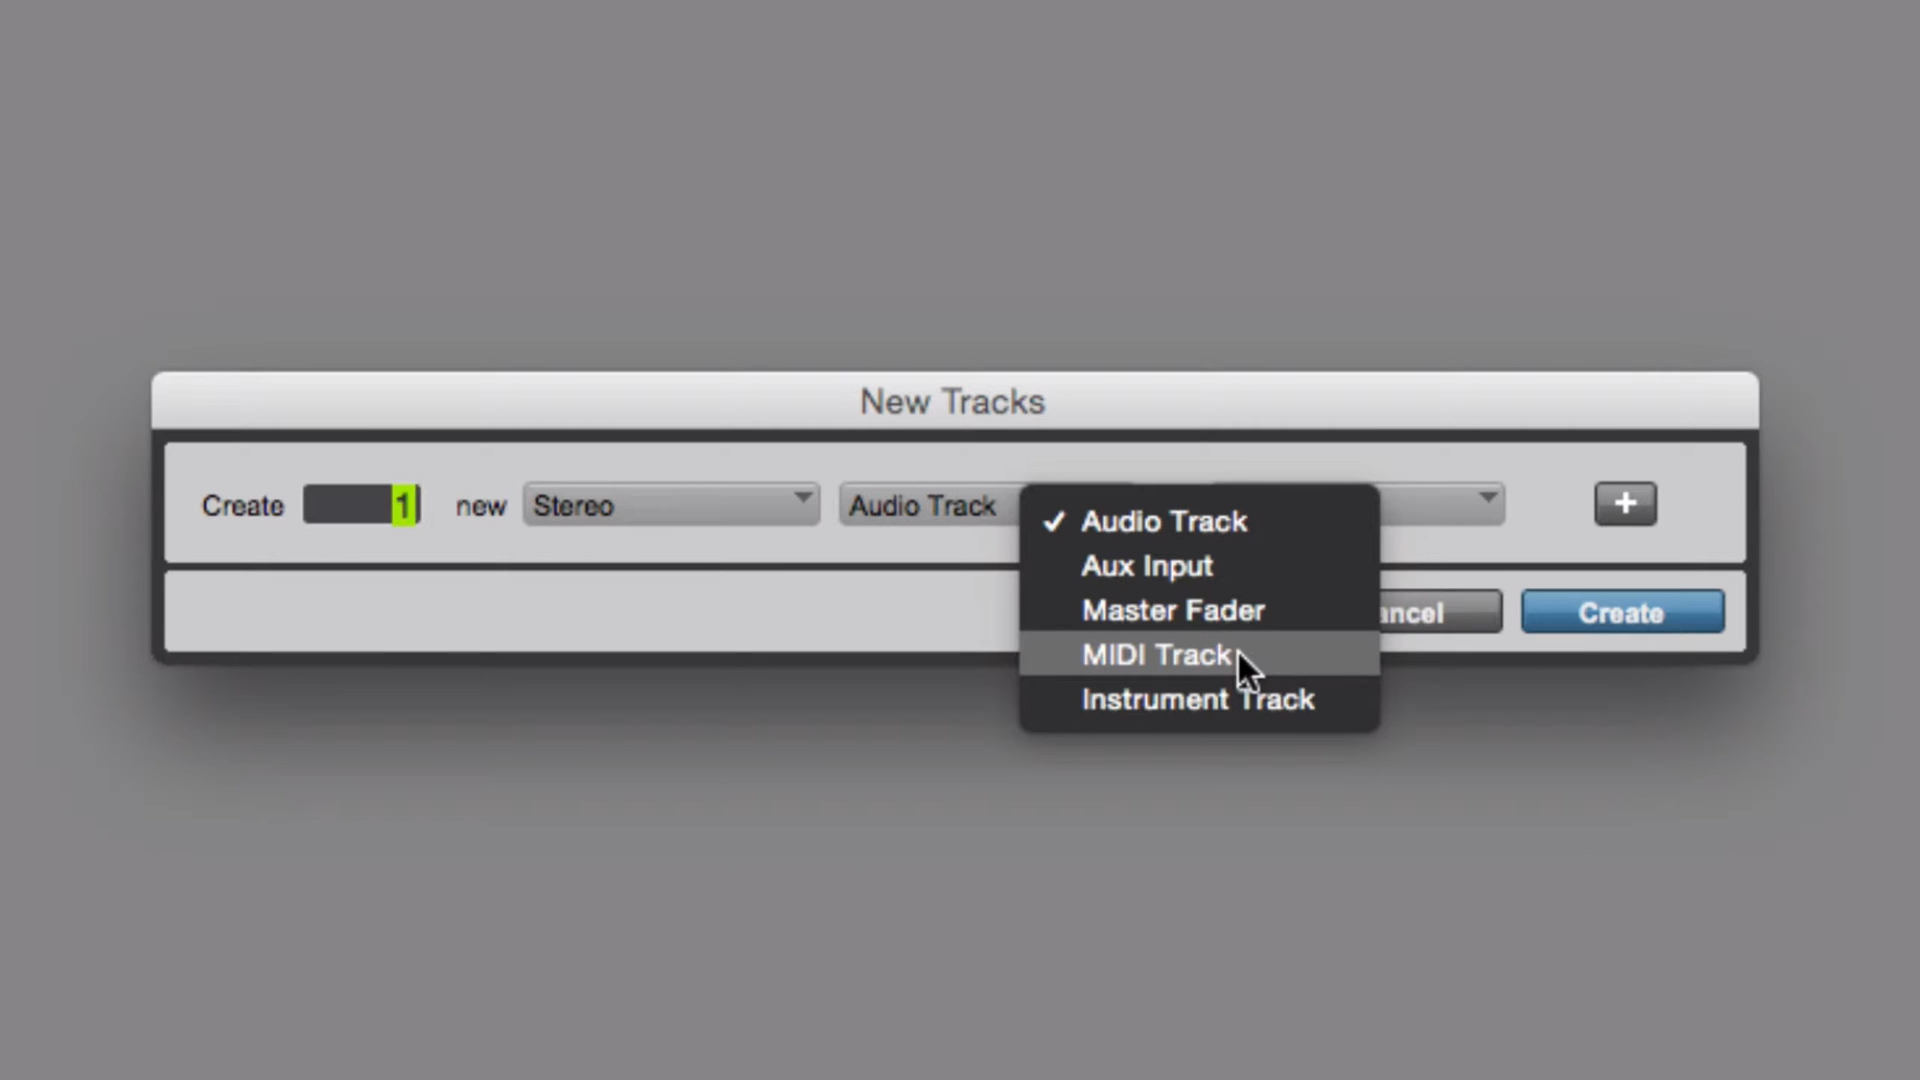 New Tracks
Create 1 new Stereo Audio Track
✓ Audio Track
Aux Input
Master Fader
ancel Create
MIDI Track
Instrument Track